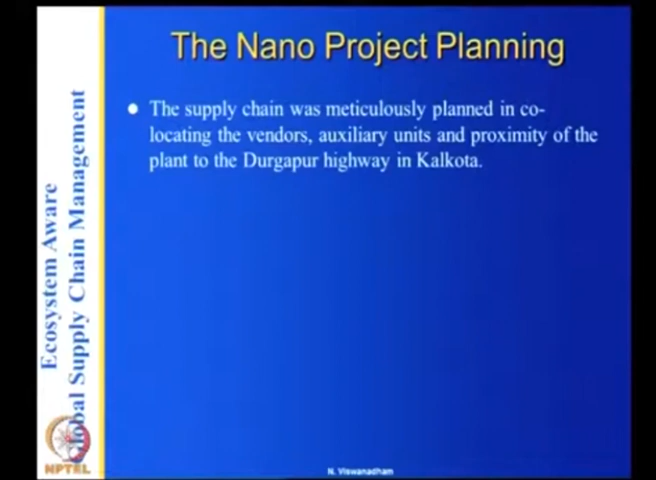 The Nano Project Planning
The supply chain was meticulously planned in co-
locating the vendors, auxiliary units and proximity of the
plant to the Durgapur highway in Kalkota.
Ecosystem Aware
Global Supply Chain Management
NPTEL
N. Viswanadham